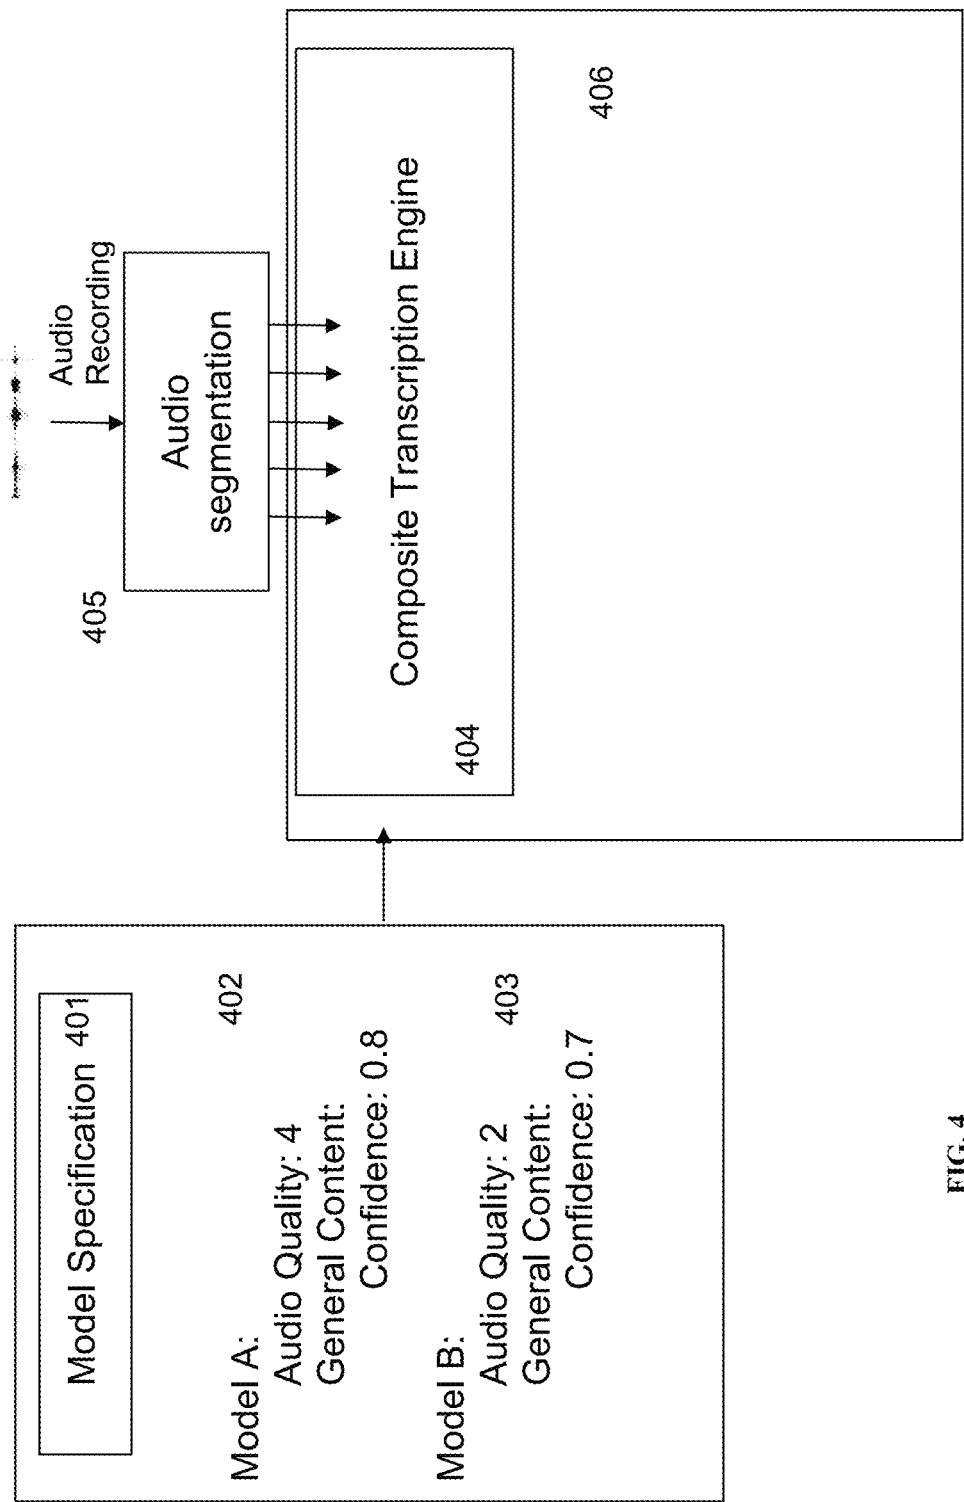 Audio
Recording
405
Audio
segmentation
Model Specification 401
402
Model A:
Audio Quality: 4
General Content:
Confidence: 0.8
403
Model B:
Audio Quality: 2
General Content:
Confidence: 0.7
Composite Transcription Engine
404
406
FIG. 4